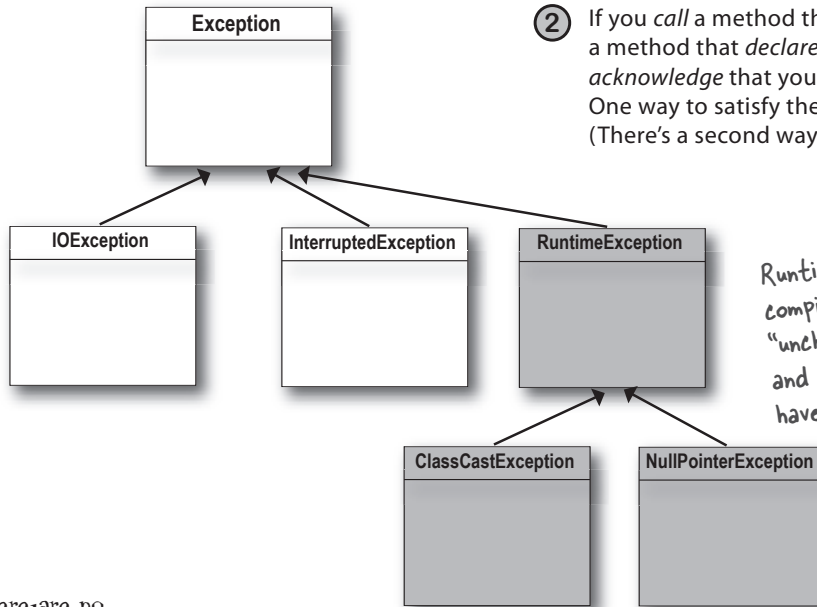 Exception
2 If you call a method th
a method that declare
acknowledge that you
One way to satisfy the
(There's a second way
IOException
InterruptedException
RuntimeException
Runti
compi
"unch
and
have
ClassCastException
NullPointerException